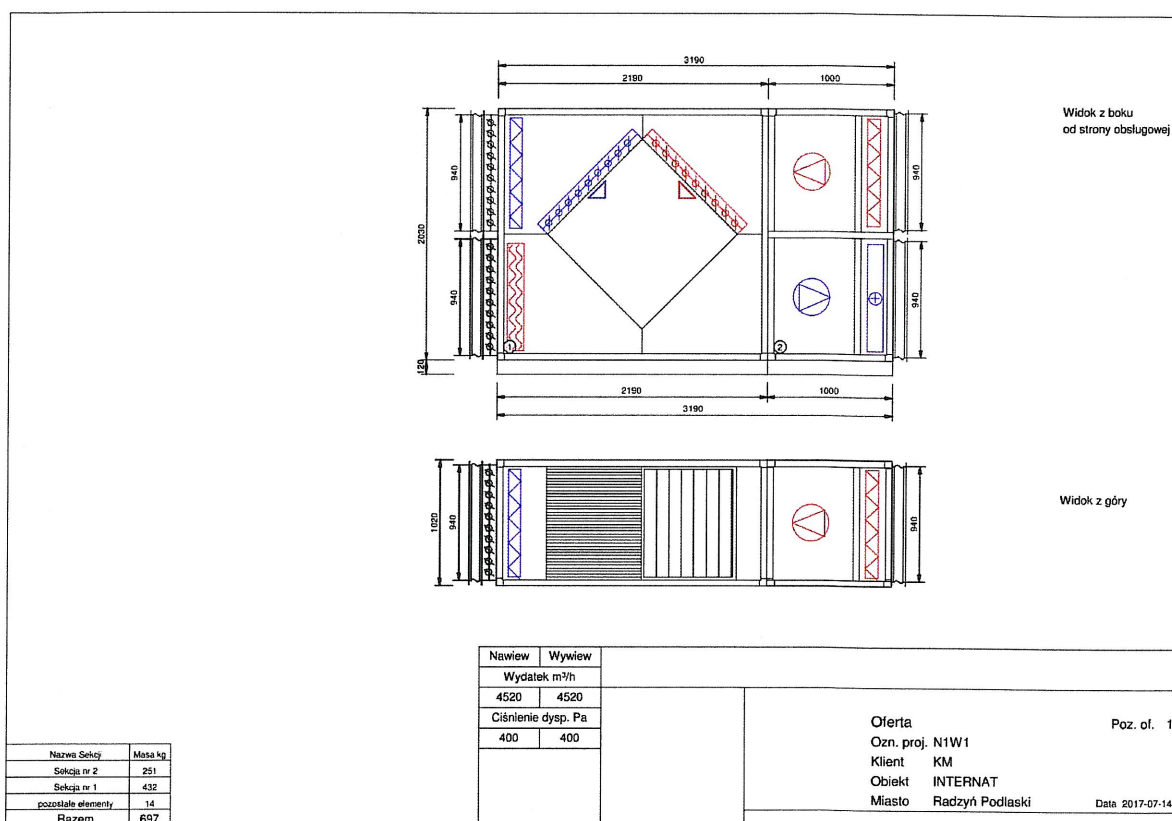 3190
2190 1000
Widok z boku
od strony obsługowej
940
940
2030
940
940
120
1 2
2190 1000
3190
1020
940
940
Widok z góry
Nawiew Wywiew
Wydatek m³/h
4520 4520
Ciśnienie dysp. Pa
400 400
Oferta Poz. of. 1
Ozn. proj. N1W1
Klient KM
Obiekt INTERNAT
Miasto Radzyń Podlaski Data 2017-07-14
Nazwa Sekcji Masa kg
Sekcja nr 2 251
Sekcja nr 1 432
pozostałe elementy 14
Razem 697